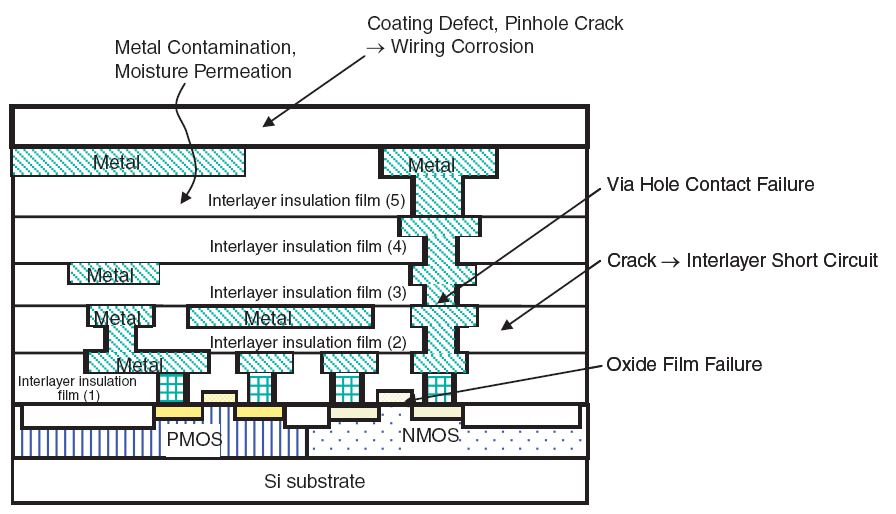 Coating Defect, Pinhole Crack
→ Wiring Corrosion
Metal Contamination,
Moisture Permeation
Metal
Metal
Interlayer insulation film (5)
Via Hole Contact Failure
Interlayer insulation film (4)
Crack → Interlayer Short Circuit
Metal
Interlayer insulation film (3)
Metal
Metal
Interlayer insulation film (2)
Metal
Oxide Film Failure
Interlayer insulation
film (1)
PMOS
NMOS
Si substrate